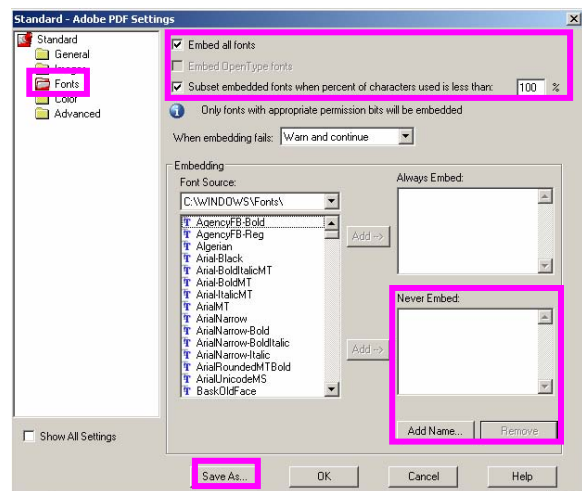 Standard - Adobe PDF Settings
Standard
General
Images
Fonts
Color
Advanced
Show All Settings
Embed all fonts
Embed OpenType fonts
Subset embedded fonts when percent of characters used is less than: 100 %
Only fonts with appropriate permission bits will be embedded
When embedding fails: Warn and continue
Embedding
Font Source:
C:\WINDOWS\Fonts\
AgencyFB-Bold
AgencyFB-Reg
Algerian
Arial-Black
Arial-BoldItalicMT
Arial-BoldMT
Arial-ItalicMT
ArialMT
ArialNarrow
ArialNarrow-Bold
ArialNarrow-BoldItalic
ArialNarrow-Italic
ArialRoundedMTBold
ArialUnicodeMS
BaskOldFace
Add ->
Add ->
Always Embed:
Never Embed:
Add Name... Remove
Save As... OK Cancel Help